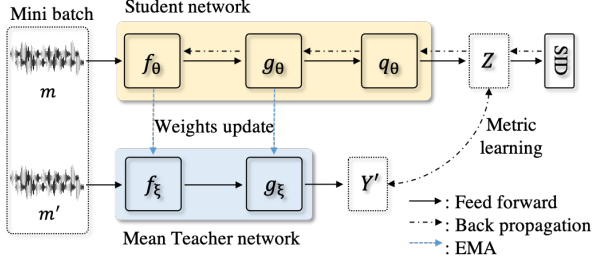 Student network
Mini batch
m
fθ
gθ
qθ
Z
SID
Weights update
Metric
learning
m′
fξ
gξ
Y′
Mean Teacher network
: Feed forward
: Back propagation
: EMA